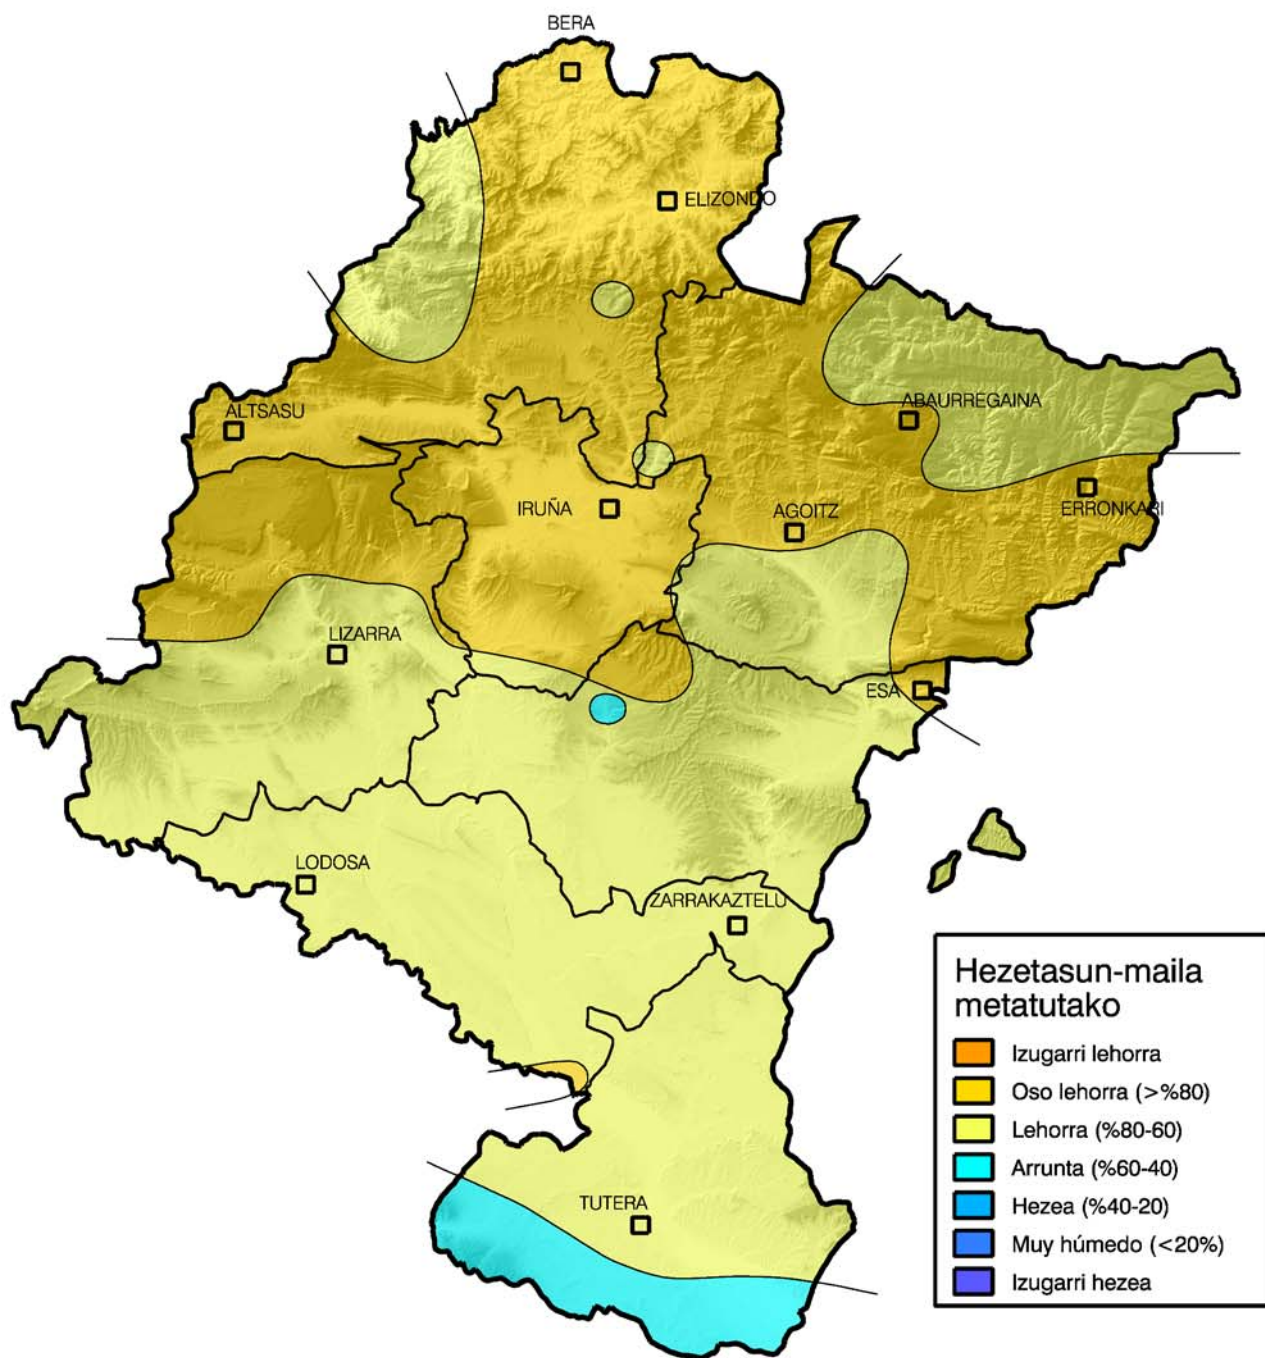 BERA
ELIZONDO
ALTSASU
ABAURREGAINA
IRUÑA
AGOITZ
ERRONKARI
LIZARRA
ESA
LODOSA
ZARRAKAZTELU
TUTERA
Hezetasun-maila
metatutako
Izugarri lehorra
Oso lehorra (>%80)
Lehorra (%80-60)
Arrunta (%60-40)
Hezea (%40-20)
Muy húmedo (<20%)
Izugarri hezea